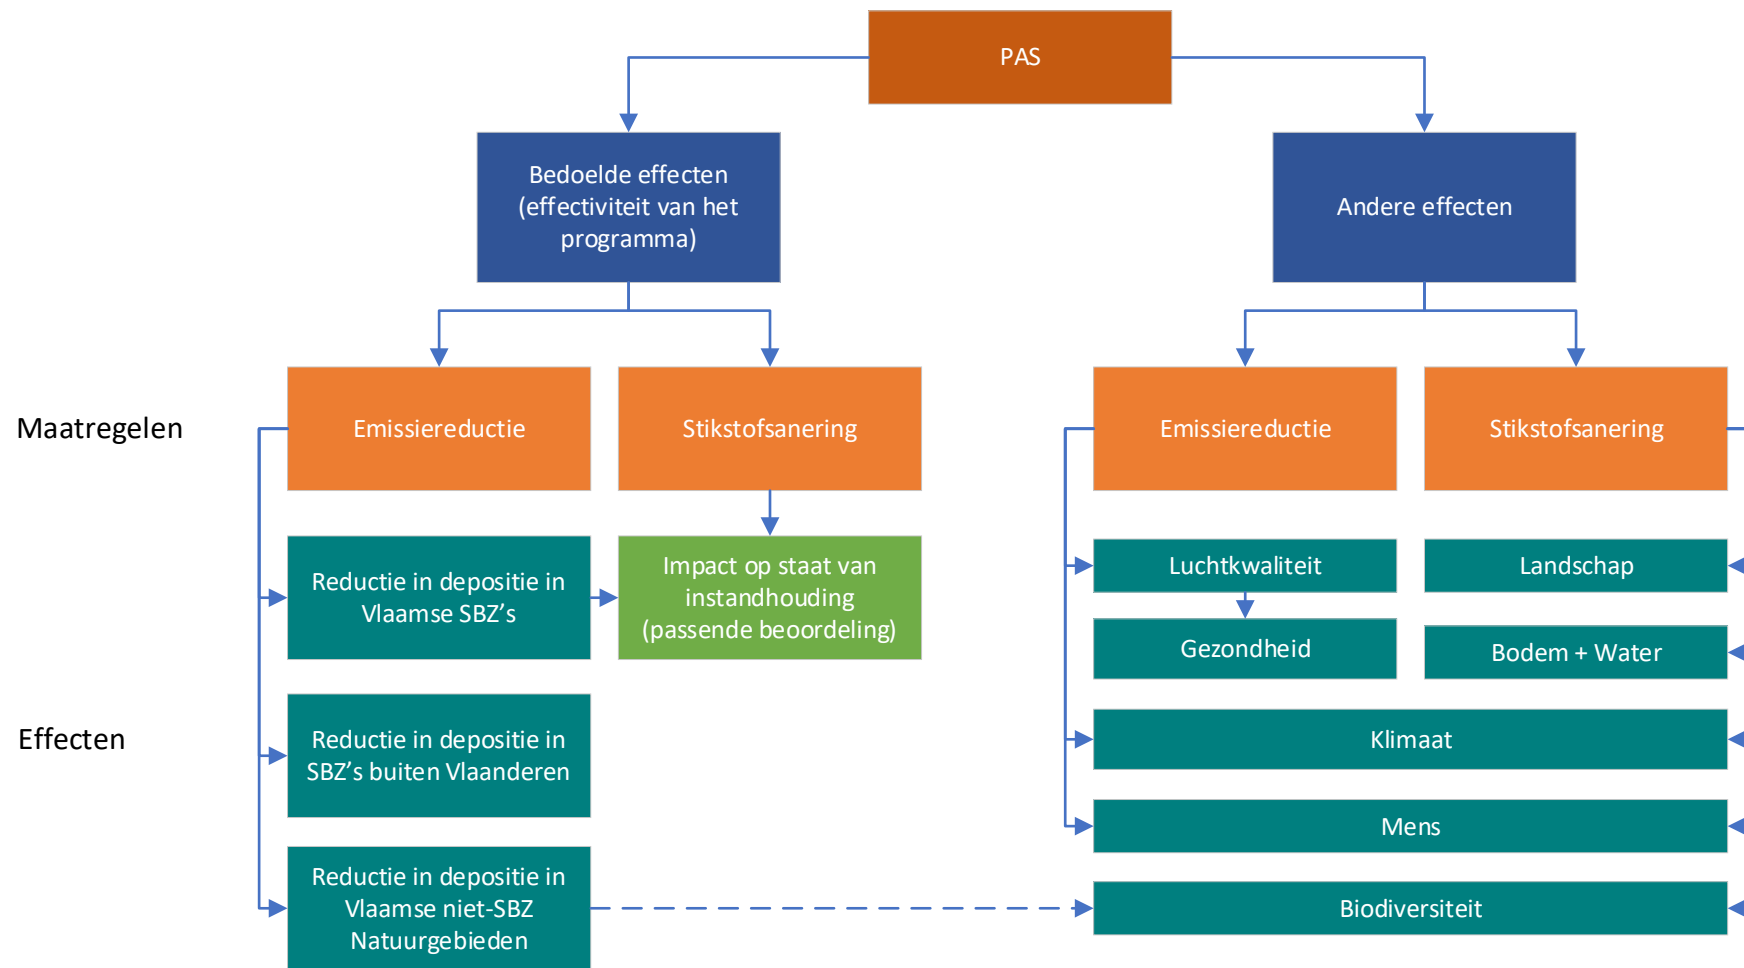 PAS
Bedoelde effecten
(effectiviteit van het
programma)
Andere effecten
Maatregelen
Emissiereductie
Stikstofsanering
Emissiereductie
Stikstofsanering
Reductie in depositie in
Vlaamse SBZ’s
Impact op staat van
instandhouding
(passende beoordeling)
Luchtkwaliteit
Landschap
Gezondheid
Bodem + Water
Effecten
Reductie in depositie in
SBZ’s buiten Vlaanderen
Klimaat
Mens
Reductie in depositie in
Vlaamse niet-SBZ
Natuurgebieden
Biodiversiteit